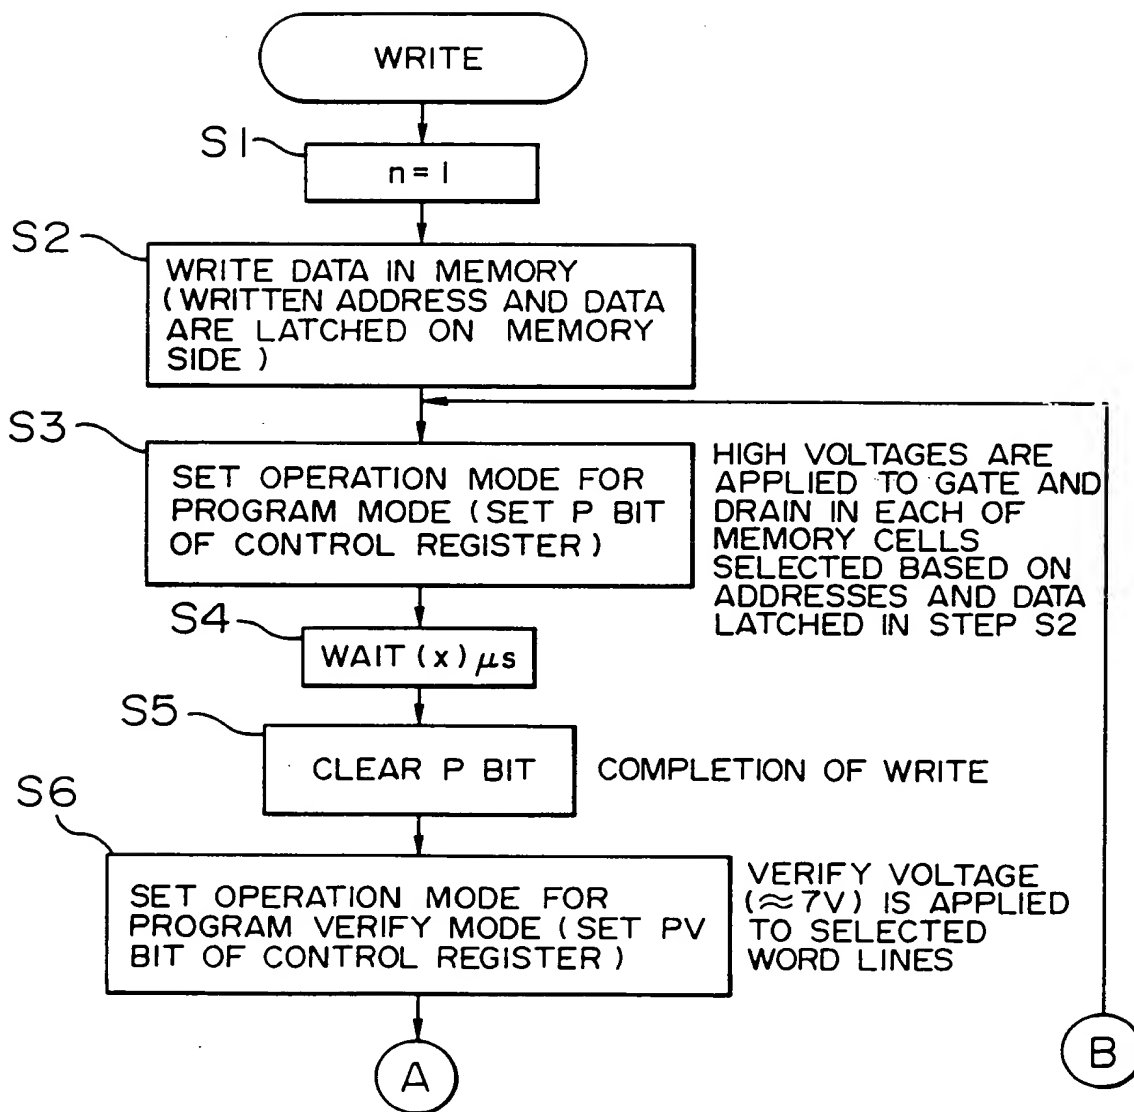 WRITE
S1
n = 1
S2
WRITE DATA IN MEMORY
(WRITTEN ADDRESS AND DATA
ARE LATCHED ON MEMORY
SIDE)
S3
SET OPERATION MODE FOR
PROGRAM MODE (SET P BIT
OF CONTROL REGISTER)
HIGH VOLTAGES ARE
APPLIED TO GATE AND
DRAIN IN EACH OF
MEMORY CELLS
SELECTED BASED ON
ADDRESSES AND DATA
LATCHED IN STEP S2
S4
WAIT (x) μs
S5
CLEAR P BIT
COMPLETION OF WRITE
S6
SET OPERATION MODE FOR
PROGRAM VERIFY MODE (SET PV
BIT OF CONTROL REGISTER)
VERIFY VOLTAGE
(≈7V) IS APPLIED
TO SELECTED
WORD LINES
A
B